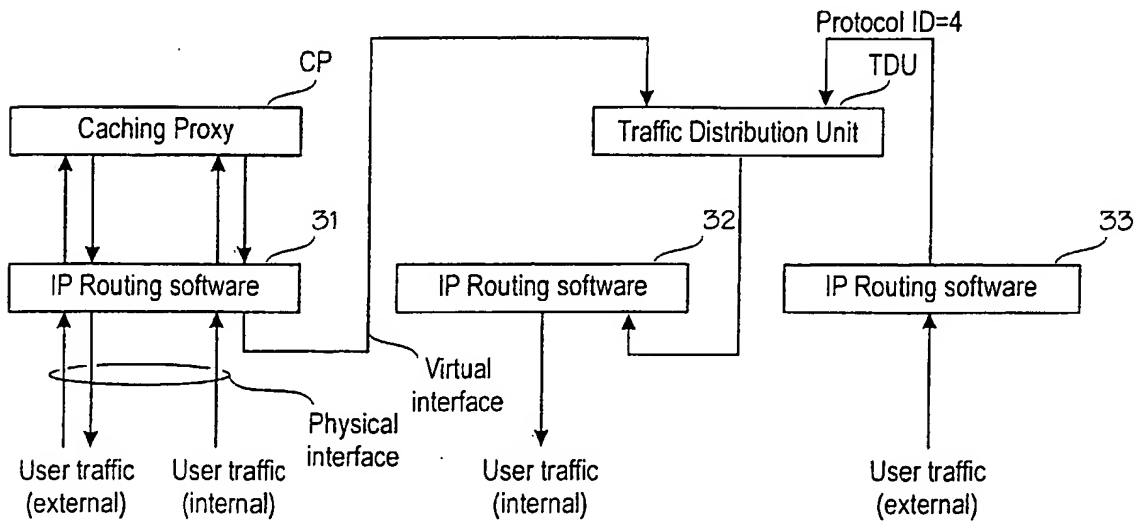 Protocol ID=4
CP
TDU
Caching Proxy
Traffic Distribution Unit
31
32
33
IP Routing software
IP Routing software
IP Routing software
Virtual
interface
Physical
interface
User traffic
(external)
User traffic
(internal)
User traffic
(internal)
User traffic
(external)